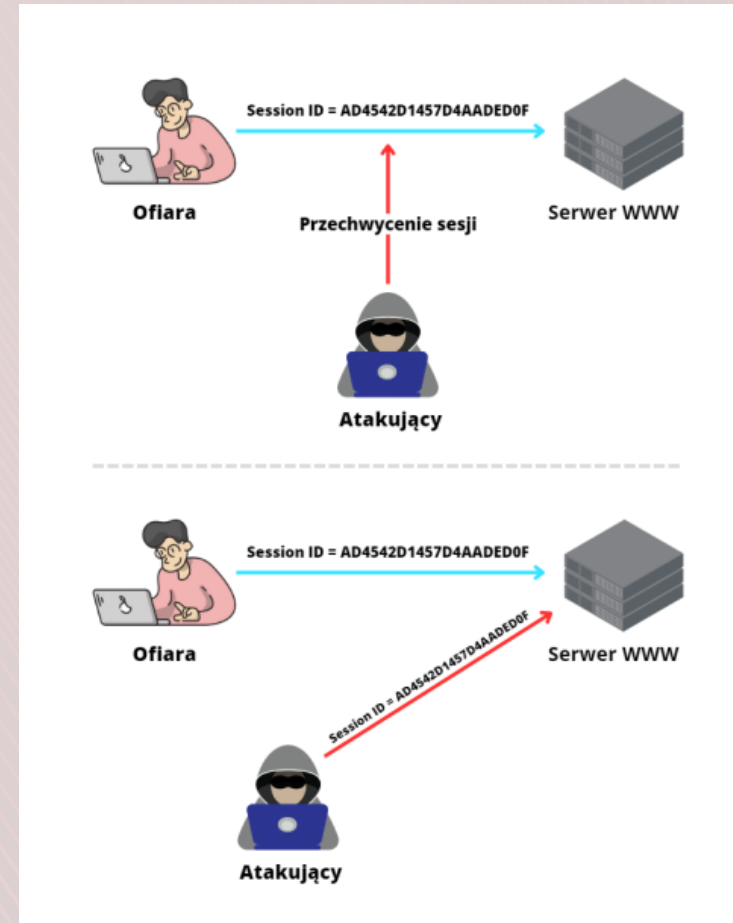 Session ID = AD4542D1457D4AADED0F
Ofiara
Serwer WWW
Przechwycenie sesji
Atakujący
Session ID = AD4542D1457D4AADED0F
Ofiara
Serwer WWW
Session ID = AD4542D1457D4AADED0F
Atakujący